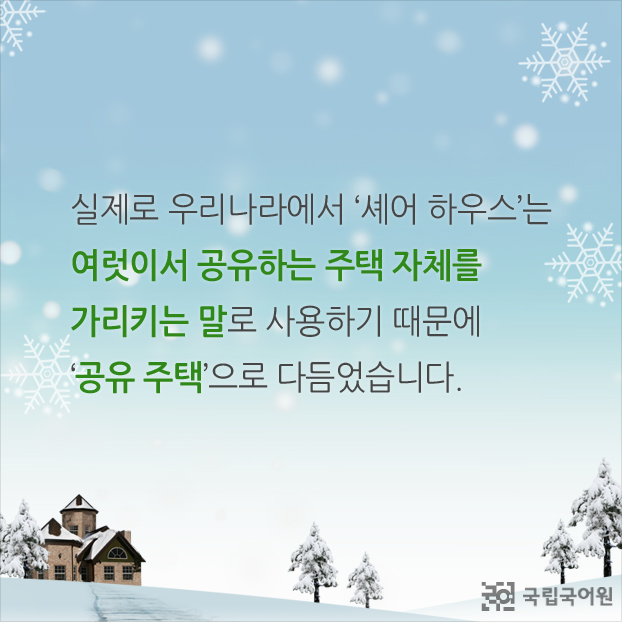 실제로 우리나라에서 ‘셰어 하우스’는
여럿이서 공유하는 주택 자체를
가리키는 말로 사용하기 때문에
‘공유 주택’으로 다듬었습니다.
국립국어원